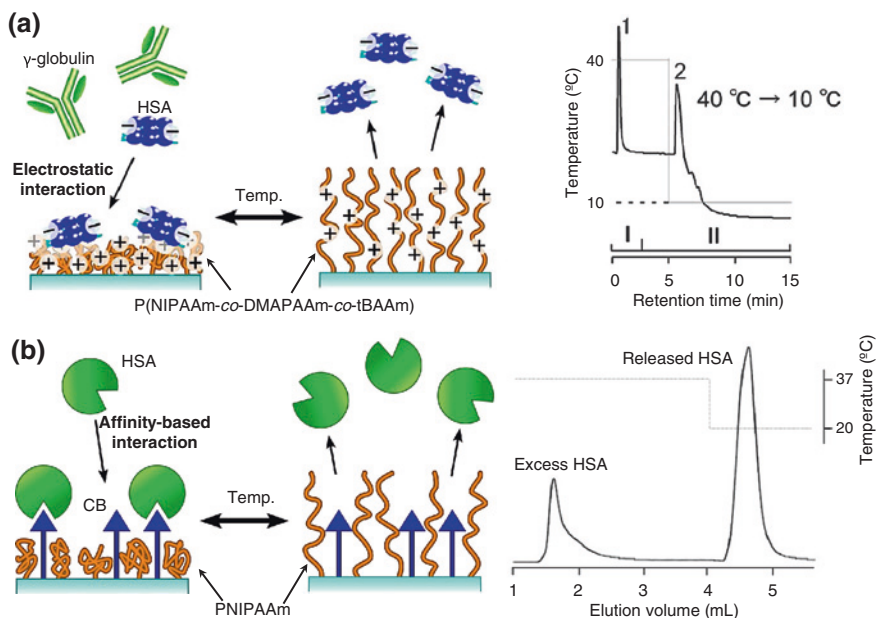 (a)
γ-globulin
HSA
Electrostatic
interaction
Temp.
P(NIPAAm-co-DMAPAAm-co-tBAAm)
1
2
40 ºC → 10 ºC
Temperature (ºC)
40
10
I
II
0
5
10
15
Retention time (min)
(b)
HSA
Affinity-based
interaction
CB
Temp.
PNIPAAm
Released HSA
Excess HSA
37
20
Temperature (ºC)
1
2
3
4
5
Elution volume (mL)